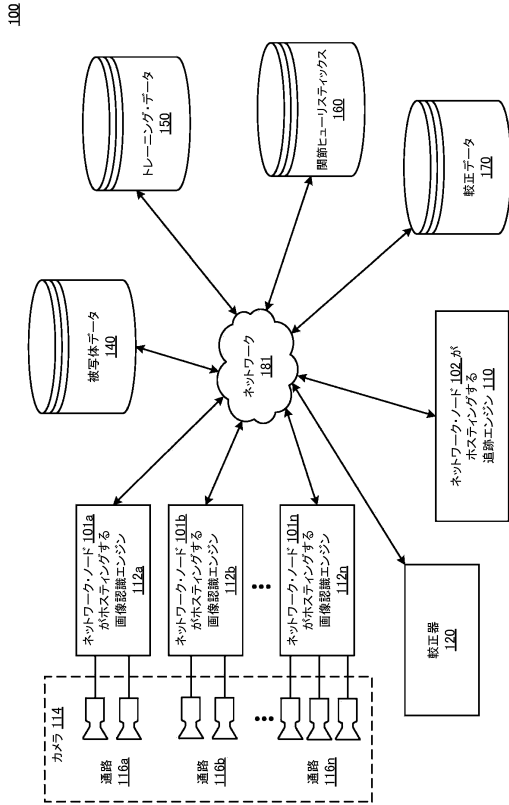 100
被写体データ
140
トレーニング・データ
150
関節ヒューリスティックス
160
較正データ
170
ネットワーク
181
カメラ 114
通路
116a
通路
116b
通路
116n
ネットワーク・ノード 101a
がホスティングする
画像認識エンジン
112a
ネットワーク・ノード 101b
がホスティングする
画像認識エンジン
112b
ネットワーク・ノード 101n
がホスティングする
画像認識エンジン
112n
較正器
120
ネットワーク・ノード 102 が
ホスティングする
追跡エンジン 110